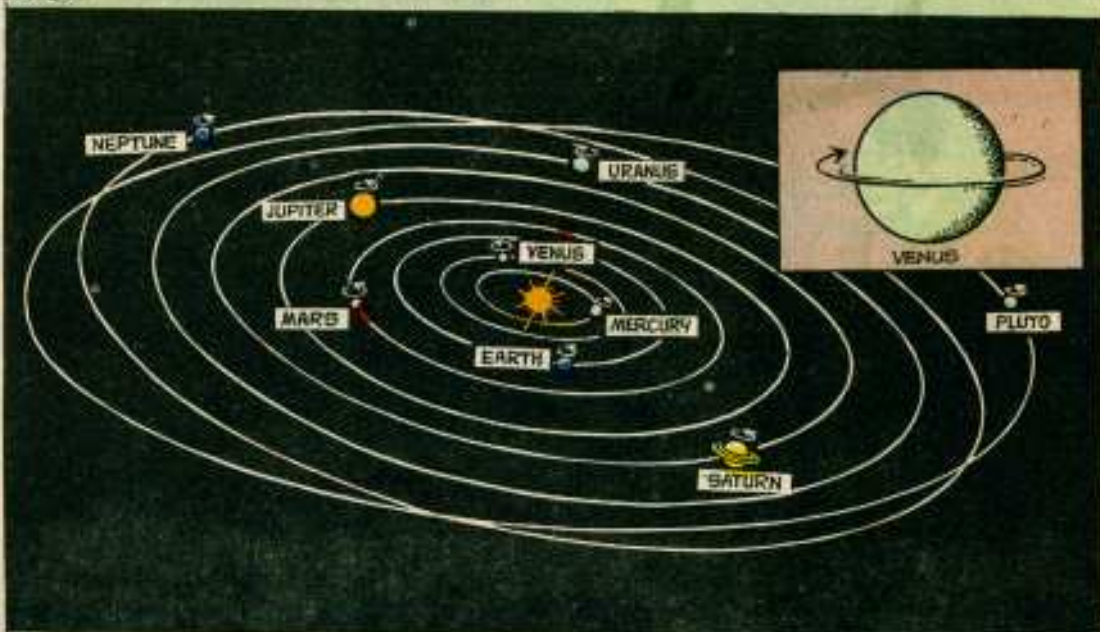 NEPTUNE
URANUS
JUPITER
VENUS
VENUS
MARS
MERCURY
PLUTO
EARTH
SATURN